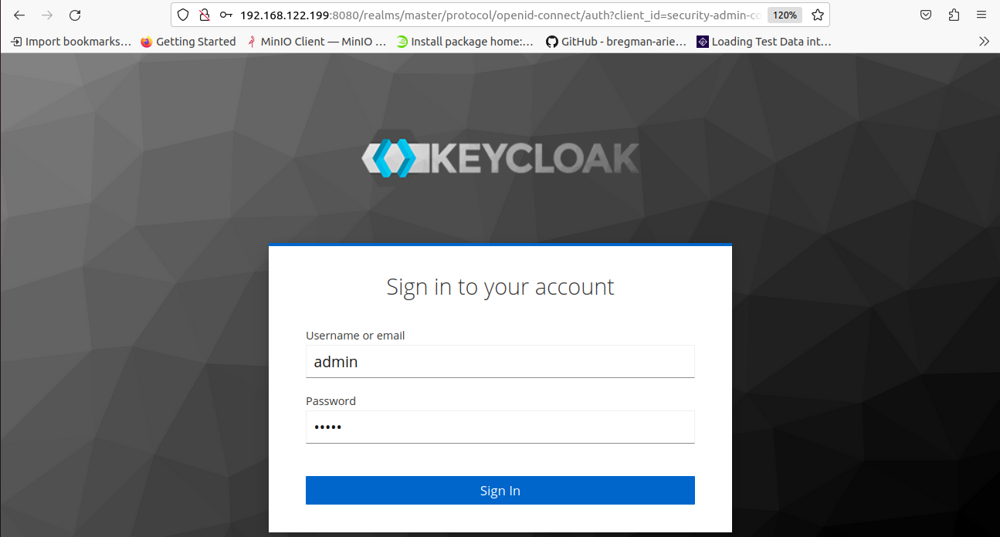 192.168.122.199:8080/realms/master/protocol/openid-connect/auth?client_id=security-admin-co
120%
Import bookmarks... Getting Started MinIO Client — MinIO ... Install package home:... GitHub - bregman-arie... Loading Test Data int...
KEYCLOAK
Sign in to your account
Username or email
admin
Password
•••••
Sign In